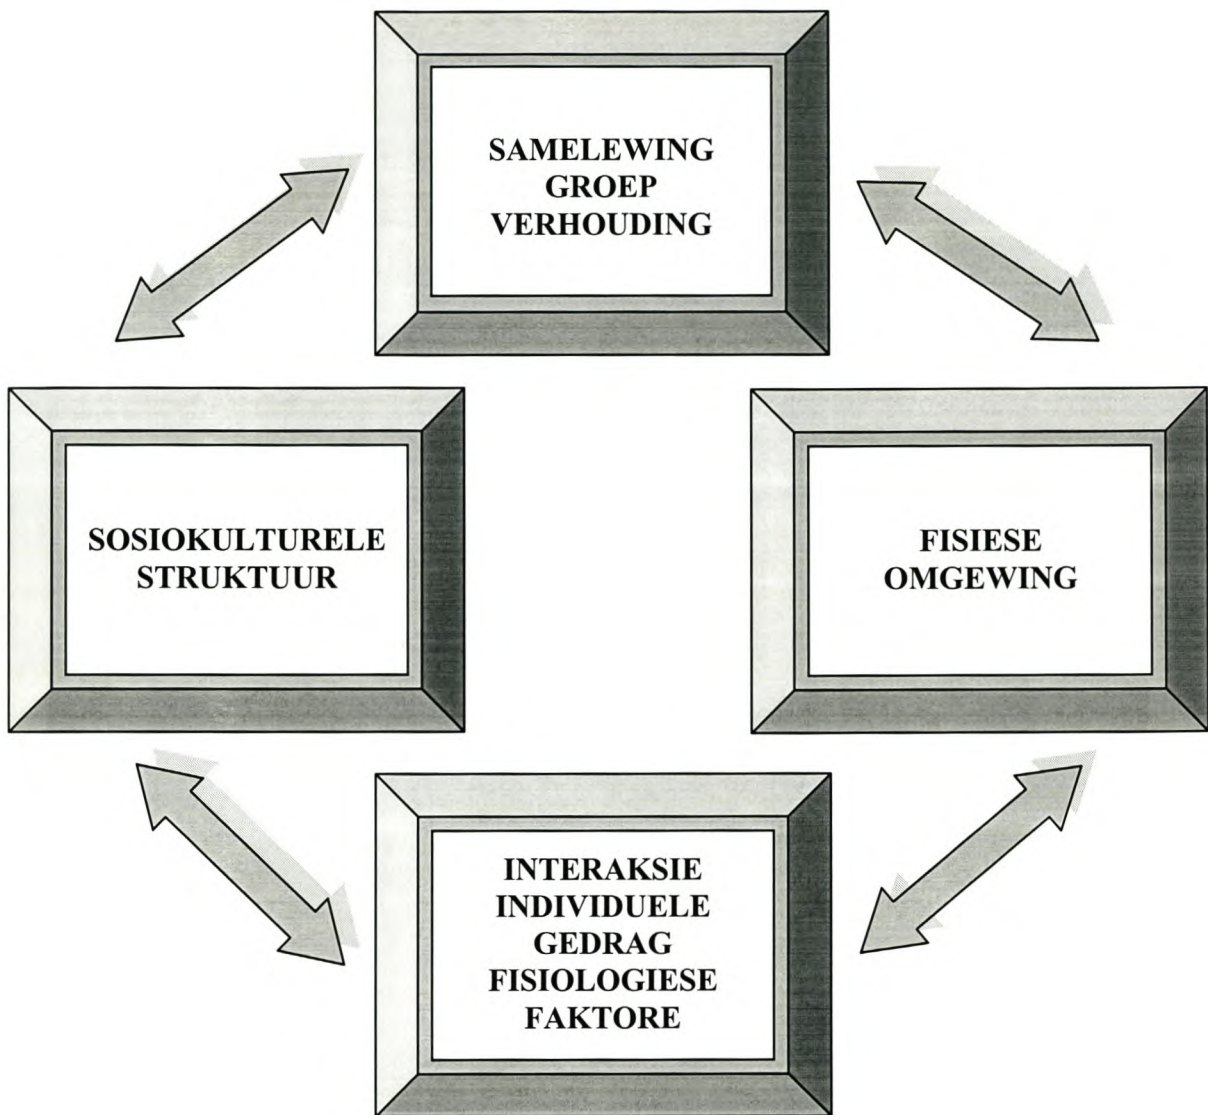 SAMELEWING
GROEP
VERHOUDING
SOSIOKULTURELE
STRUKTUUR
FISIESE
OMGEWING
INTERAKSIE
INDIVIDUELE
GEDRAG
FISIOLOGIESE
FAKTORE